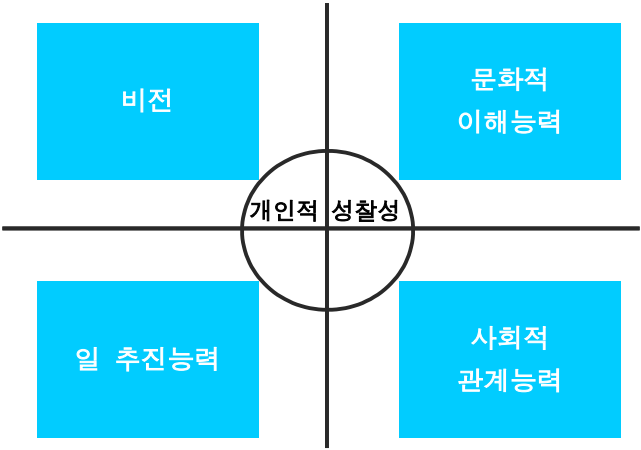 비전
문화적
이해능력
개인적 성찰성
일 추진능력
사회적
관계능력